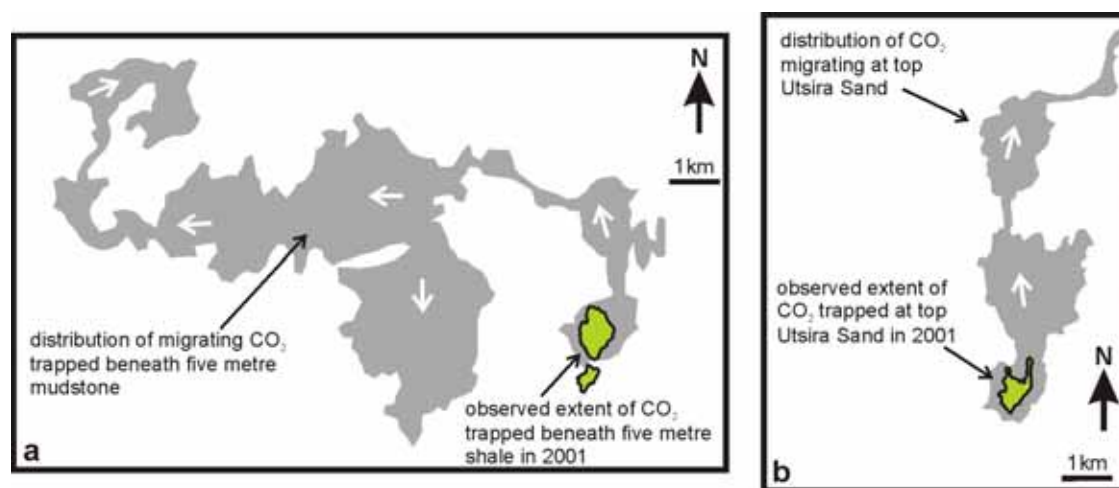 N
1km
distribution of migrating CO₂
trapped beneath five metre
mudstone
observed extent of CO₂
trapped beneath five metre
shale in 2001
a
distribution of CO₂
migrating at top
Utsira Sand
observed extent of
CO₂ trapped at top
Utsira Sand in 2001
N
1km
b